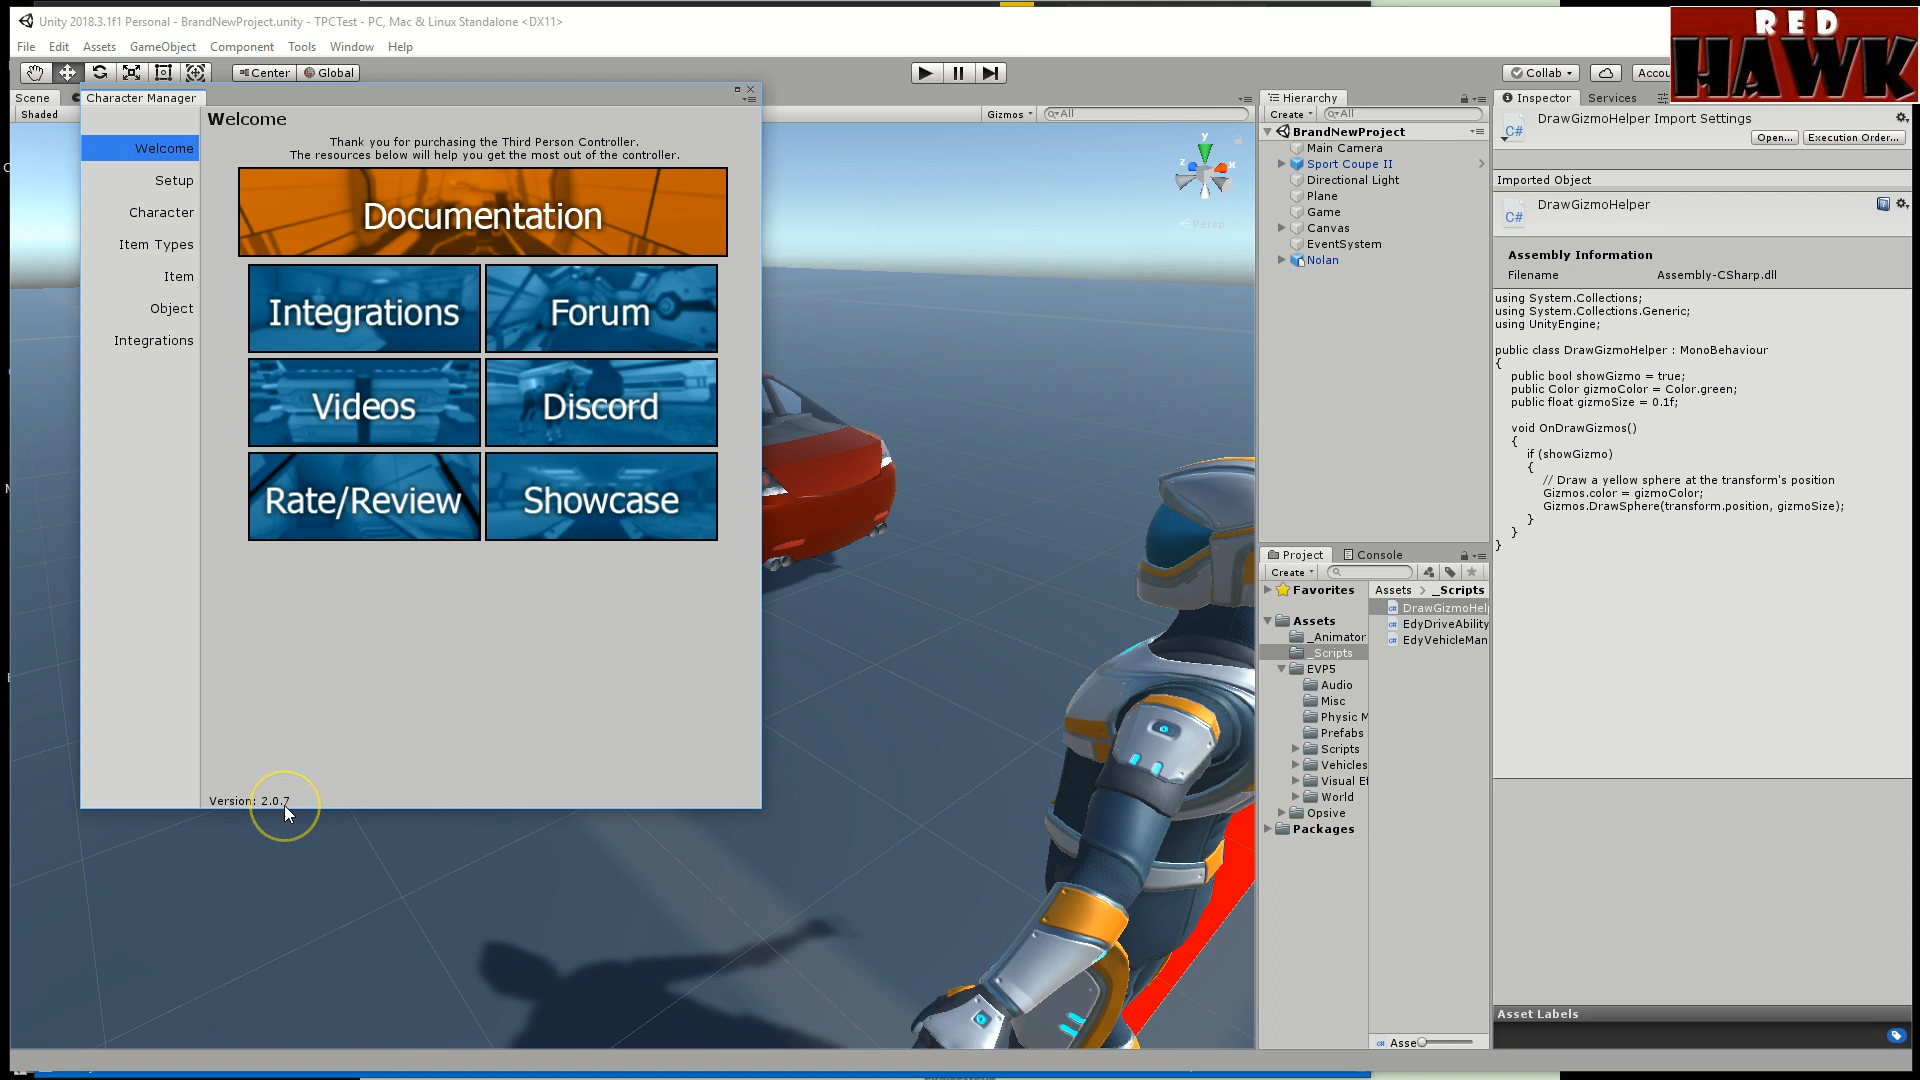 Unity 2018.3.1f1 Personal - BrandNewProject.unity - TPCTest - PC, Mac & Linux Standalone <DX11>
RED
HAWK
File Edit Assets GameObject Component Tools Window Help
Center Global
Collab
Accou
Scene
Character Manager
Shaded
Gizmos
All
Welcome
Setup
Character
Item Types
Item
Object
Integrations
Welcome
Thank you for purchasing the Third Person Controller.
The resources below will help you get the most out of the controller.
Documentation
Integrations
Forum
Videos
Discord
Rate/Review
Showcase
Version: 2.0.7
y
z
x
Persp
Hierarchy
Create
All
BrandNewProject
Main Camera
Sport Coupe II
Directional Light
Plane
Game
Canvas
EventSystem
Nolan
Project Console
Create
Favorites
Assets
_Animator
_Scripts
EVP5
Audio
Misc
Physic M
Prefabs
Scripts
Vehicles
Visual Ef
World
Opsive
Packages
Assets > _Scripts
DrawGizmoHel
EdyDriveAbility
EdyVehicleMan
Asse
Inspector Services
DrawGizmoHelper Import Settings
C#
Open... Execution Order...
Imported Object
DrawGizmoHelper
C#
Assembly Information
Filename Assembly-CSharp.dll
using System.Collections;
using System.Collections.Generic;
using UnityEngine;
public class DrawGizmoHelper : MonoBehaviour
{
public bool showGizmo = true;
public Color gizmoColor = Color.green;
public float gizmoSize = 0.1f;
void OnDrawGizmos()
{
if (showGizmo)
{
// Draw a yellow sphere at the transform's position
Gizmos.color = gizmoColor;
Gizmos.DrawSphere(transform.position, gizmoSize);
}
}
}
Asset Labels